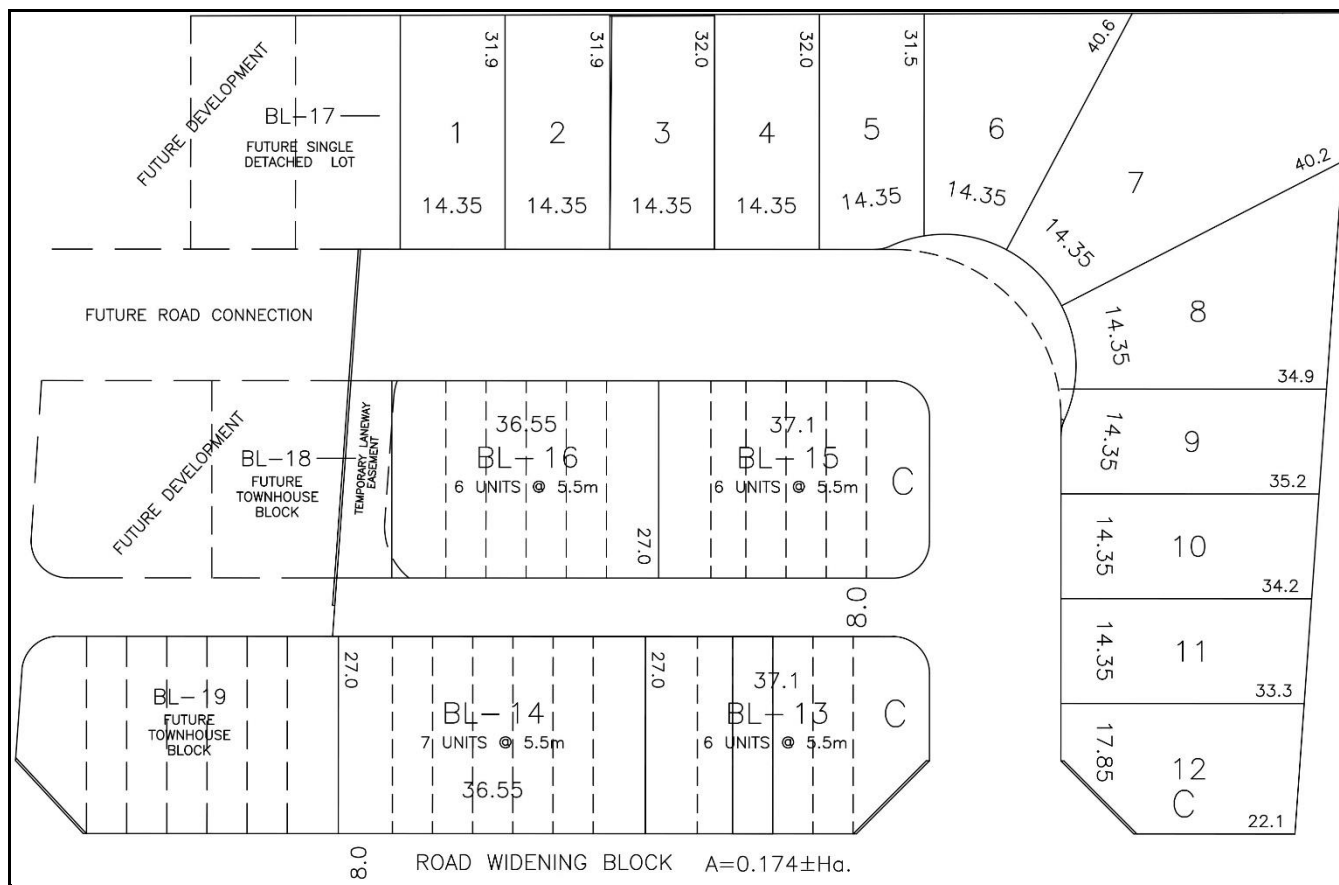 FUTURE DEVELOPMENT
BL-17
FUTURE SINGLE
DETACHED LOT
31.9
1
14.35
31.9
2
14.35
32.0
3
14.35
32.0
4
14.35
31.5
5
14.35
6
14.35
40.6
7
14.35
40.2
8
14.35
34.9
9
14.35
35.2
10
14.35
34.2
11
14.35
33.3
17.85
12
C
22.1
FUTURE ROAD CONNECTION
FUTURE DEVELOPMENT
BL-18
FUTURE
TOWNHOUSE
BLOCK
TEMPORARY LANEWAY
EASEMENT
36.55
BL-16
6 UNITS @ 5.5m
27.0
37.1
BL-15
6 UNITS @ 5.5m
C
8.0
BL-19
FUTURE
TOWNHOUSE
BLOCK
27.0
BL-14
7 UNITS @ 5.5m
36.55
27.0
37.1
BL-13
6 UNITS @ 5.5m
C
8.0
ROAD WIDENING BLOCK A=0.174±Ha.